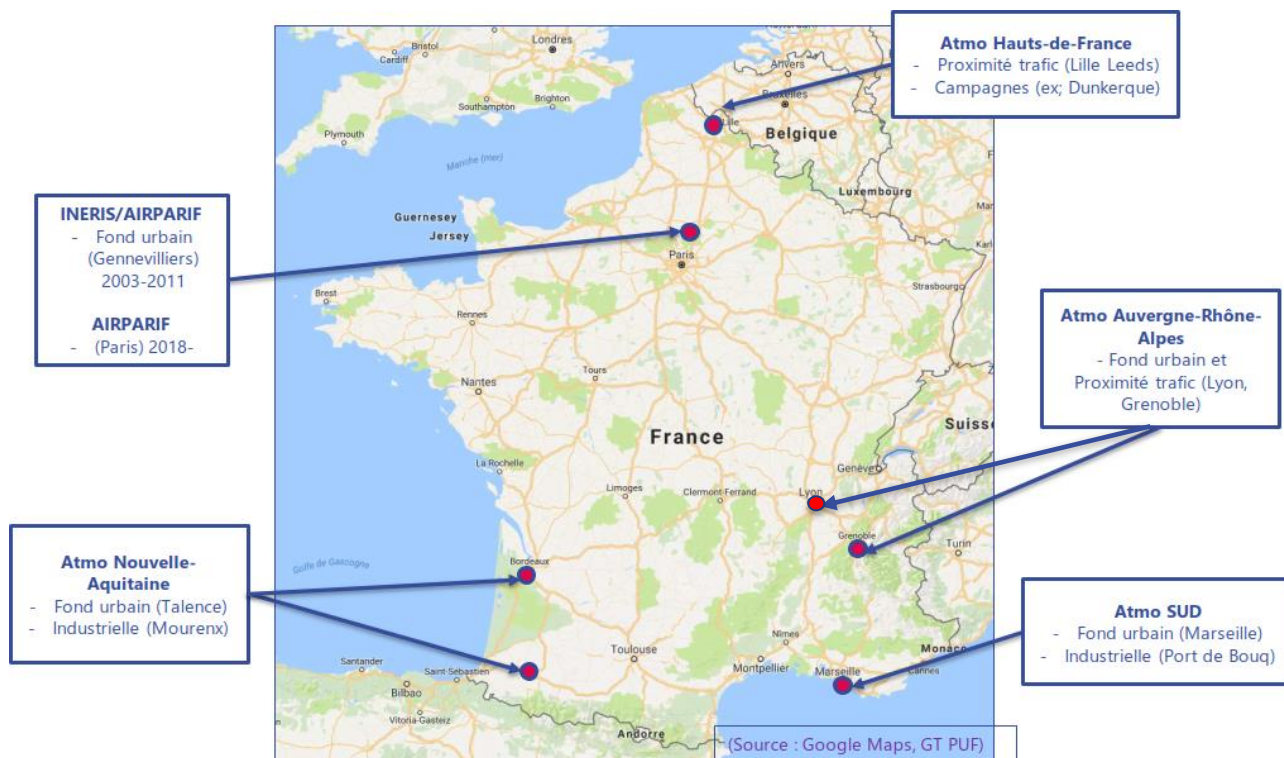 Atmo Hauts-de-France
- Proximité trafic (Lille Leeds)
- Campagnes (ex; Dunkerque)
INERIS/AIRPARIF
- Fond urbain
(Gennevilliers)
2003-2011
AIRPARIF
- (Paris) 2018-
Atmo Auvergne-Rhône-
Alpes
- Fond urbain et
Proximité trafic (Lyon,
Grenoble)
Atmo Nouvelle-
Aquitaine
- Fond urbain (Talence)
- Industrielle (Mourenx)
Atmo SUD
- Fond urbain (Marseille)
- Industrielle (Port de Bouq)
Londres
Bristol
Cardiff
Southampton
Brighton
Plymouth
Manche (mer)
Anvers
Bruxelles
Lille
Belgique
Luxembourg
Guernesey
Jersey
Paris
Strasbourg
Brest
Rennes
Nantes
Tours
France
Suiss
La Rochelle
Limoges
Clermont-Ferrand
Genève
Lyon
Grenoble
Turin
Golfe de Gascogne
Bordeaux
Toulouse
Nîmes
Montpellier
Marseille
Monaco
Cannes
Santander
Saint-Sébastien
Bilbao
Vitoria-Gasteiz
Andorre
(Source : Google Maps, GT PUF)